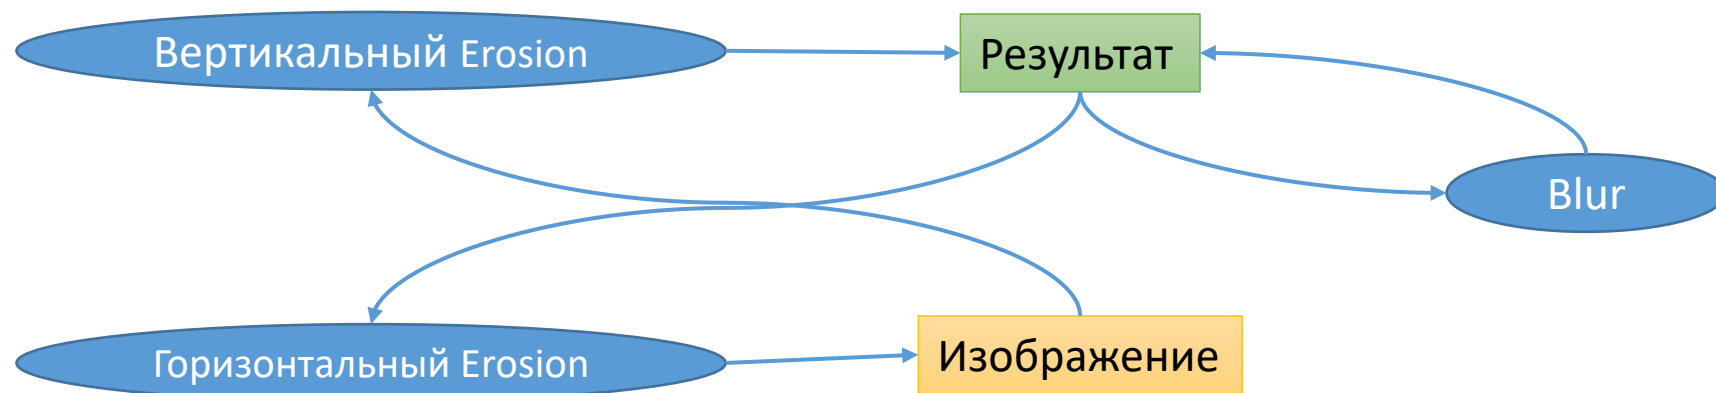 Вертикальный Erosion
Результат
Blur
Горизонтальный Erosion
Изображение